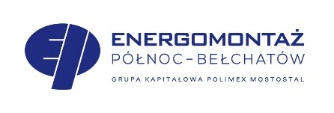 ENERGOMONTAŻ
PÓŁNOC-BEŁCHATÓW
GRUPA KAPITAŁOWA POLIMEX MOSTOSTAL